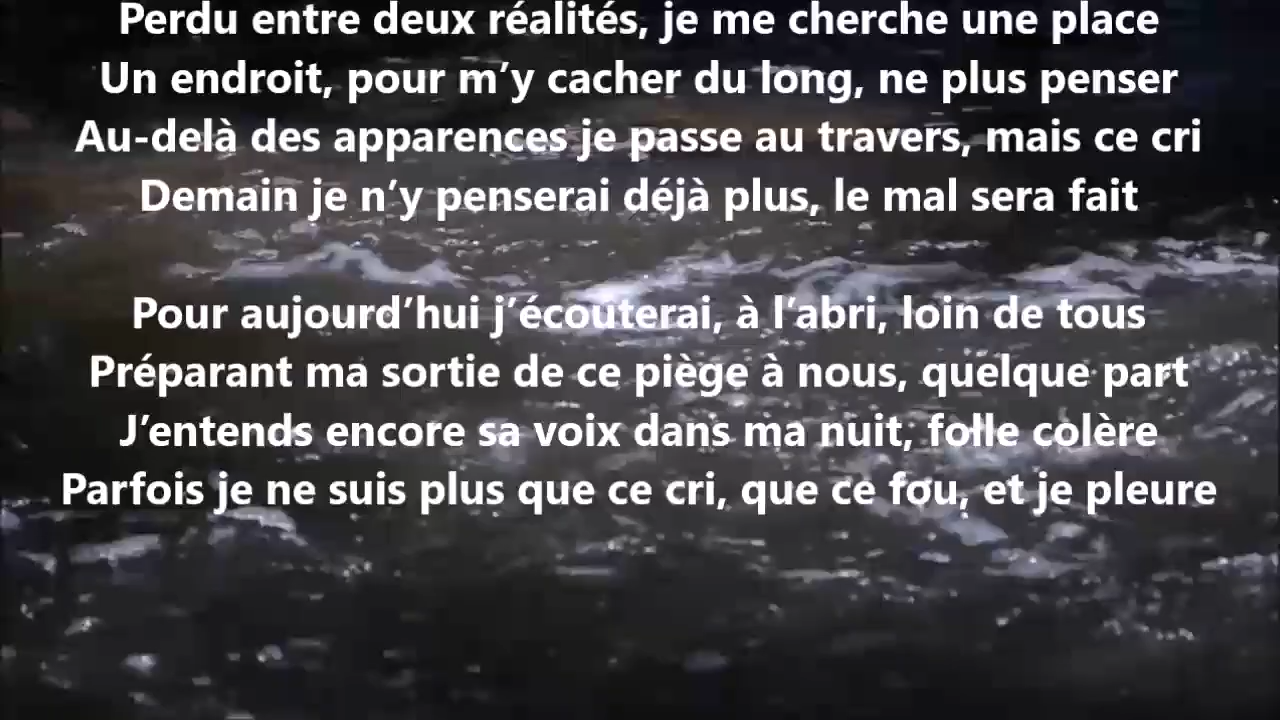 Perdu entre deux réalités, je me cherche une place
Un endroit, pour m’y cacher du long, ne plus penser
Au-delà des apparences je passe au travers, mais ce cri
Demain je n’y penserai déjà plus, le mal sera fait
Pour aujourd’hui j’écouterai, à l’abri, loin de tous
Préparant ma sortie de ce piège à nous, quelque part
J’entends encore sa voix dans ma nuit, folle colère
Parfois je ne suis plus que ce cri, que ce fou, et je pleure